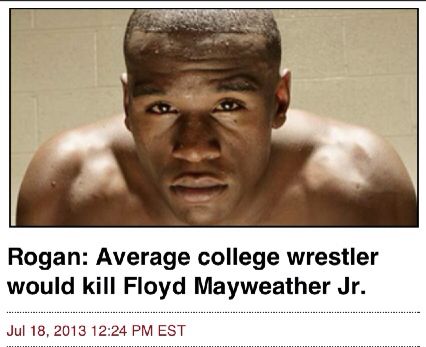 Rogan: Average college wrestler
would kill Floyd Mayweather Jr.
Jul 18, 2013 12:24 PM EST